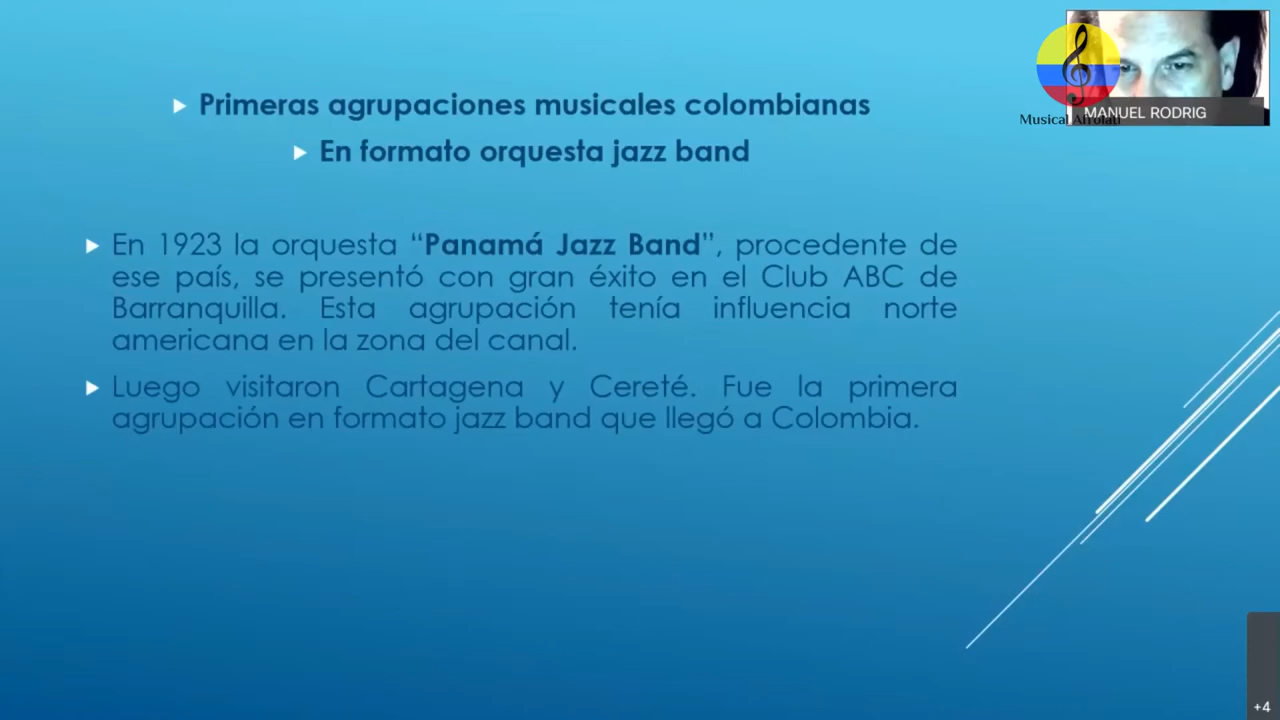 Primeras agrupaciones musicales colombianas
En formato orquesta jazz band
En 1923 la orquesta “Panamá Jazz Band”, procedente de
ese país, se presentó con gran éxito en el Club ABC de
Barranquilla. Esta agrupación tenía influencia norte
americana en la zona del canal.
Luego visitaron Cartagena y Cereté. Fue la primera
agrupación en formato jazz band que llegó a Colombia.
Musical
MANUEL RODRIG
+4